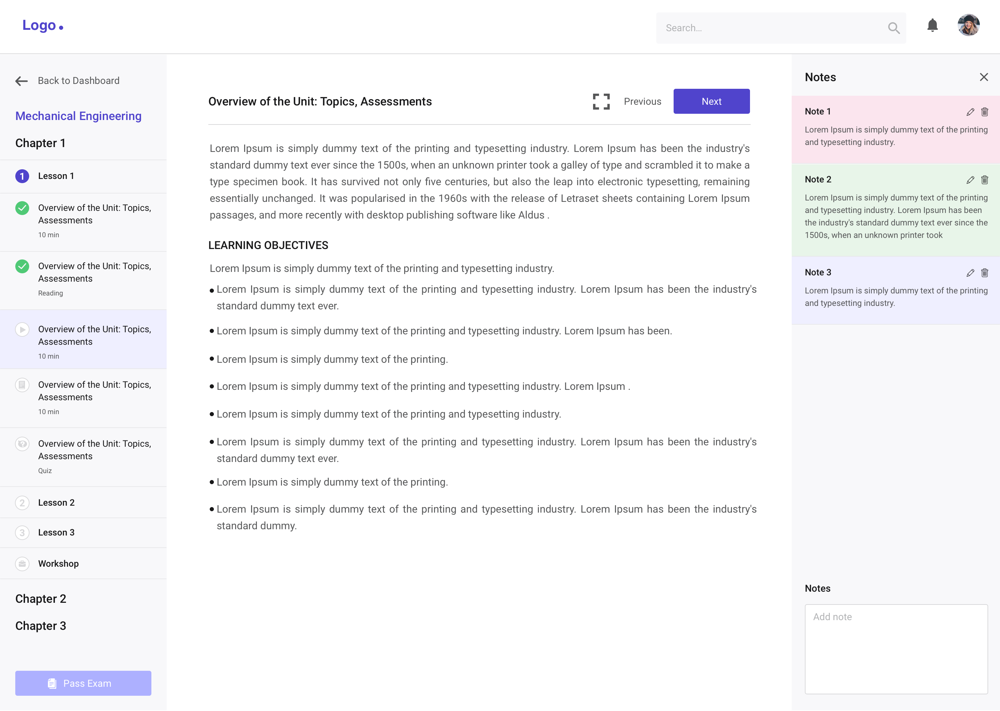 Logo
Search...
Back to Dashboard
Mechanical Engineering
Chapter 1
1 Lesson 1
Overview of the Unit: Topics,
Assessments
10 min
Overview of the Unit: Topics,
Assessments
Reading
Overview of the Unit: Topics,
Assessments
10 min
Overview of the Unit: Topics,
Assessments
10 min
Overview of the Unit: Topics,
Assessments
Quiz
2 Lesson 2
3 Lesson 3
Workshop
Chapter 2
Chapter 3
Pass Exam
Overview of the Unit: Topics, Assessments
Previous
Next
Lorem Ipsum is simply dummy text of the printing and typesetting industry. Lorem Ipsum has been the industry's
standard dummy text ever since the 1500s, when an unknown printer took a galley of type and scrambled it to make a
type specimen book. It has survived not only five centuries, but also the leap into electronic typesetting, remaining
essentially unchanged. It was popularised in the 1960s with the release of Letraset sheets containing Lorem Ipsum
passages, and more recently with desktop publishing software like Aldus .
LEARNING OBJECTIVES
Lorem Ipsum is simply dummy text of the printing and typesetting industry.
• Lorem Ipsum is simply dummy text of the printing and typesetting industry. Lorem Ipsum has been the industry's
standard dummy text ever.
• Lorem Ipsum is simply dummy text of the printing and typesetting industry. Lorem Ipsum has been.
• Lorem Ipsum is simply dummy text of the printing.
• Lorem Ipsum is simply dummy text of the printing and typesetting industry. Lorem Ipsum .
• Lorem Ipsum is simply dummy text of the printing and typesetting industry.
• Lorem Ipsum is simply dummy text of the printing and typesetting industry. Lorem Ipsum has been the industry's
standard dummy text ever.
• Lorem Ipsum is simply dummy text of the printing.
• Lorem Ipsum is simply dummy text of the printing and typesetting industry. Lorem Ipsum has been the industry's
standard dummy.
Notes
Note 1
Lorem Ipsum is simply dummy text of the printing
and typesetting industry.
Note 2
Lorem Ipsum is simply dummy text of the printing
and typesetting industry. Lorem Ipsum has been
the industry's standard dummy text ever since the
1500s, when an unknown printer took
Note 3
Lorem Ipsum is simply dummy text of the printing
and typesetting industry.
Notes
Add note